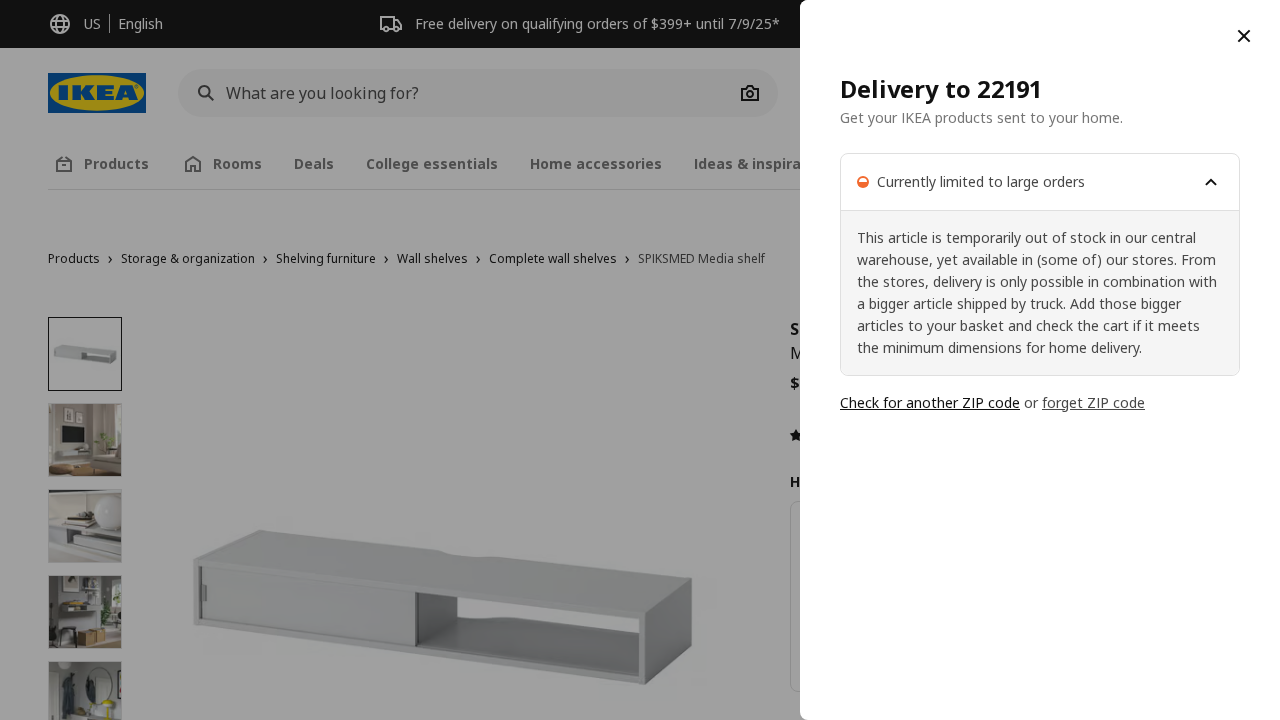 US English
Free delivery on qualifying orders of $399+ until 7/9/25*
IKEA
What are you looking for?
Products Rooms Deals College essentials Home accessories Ideas & inspira
Products › Storage & organization › Shelving furniture › Wall shelves › Complete wall shelves › SPIKSMED Media shelf
S
M
$
H
Delivery to 22191
Get your IKEA products sent to your home.
Currently limited to large orders
This article is temporarily out of stock in our central
warehouse, yet available in (some of) our stores. From
the stores, delivery is only possible in combination with
a bigger article shipped by truck. Add those bigger
articles to your basket and check the cart if it meets
the minimum dimensions for home delivery.
Check for another ZIP code or forget ZIP code